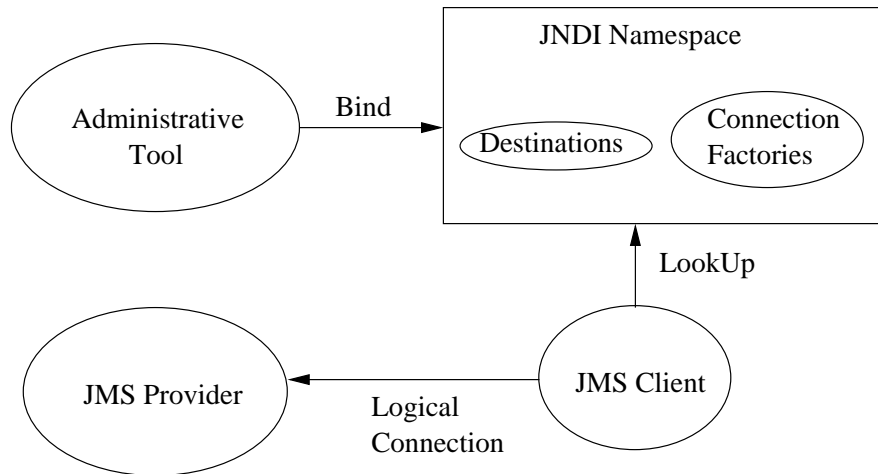 JNDI Namespace
Administrative
Tool
Bind
Destinations
Connection
Factories
LookUp
JMS Provider
Logical
Connection
JMS Client